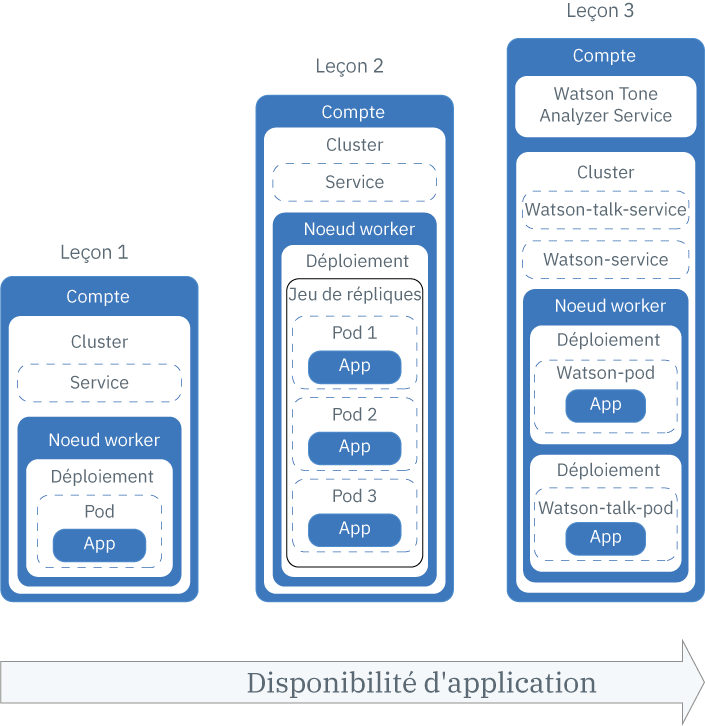 Leçon 1
Compte
Cluster
Service
Noeud worker
Déploiement
Pod
App
Leçon 2
Compte
Cluster
Service
Noeud worker
Déploiement
Jeu de répliques
Pod 1
App
Pod 2
App
Pod 3
App
Leçon 3
Compte
Watson Tone
Analyzer Service
Cluster
Watson-talk-service
Watson-service
Noeud worker
Déploiement
Watson-pod
App
Déploiement
Watson-talk-pod
App
Disponibilité d'application